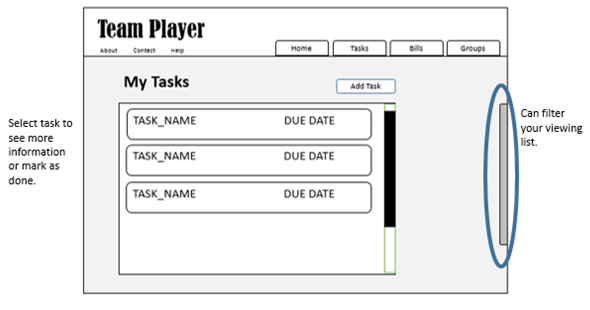 Team Player
About Contact Help
Home Tasks Bills Groups
My Tasks
Add Task
TASK_NAME DUE DATE
TASK_NAME DUE DATE
TASK_NAME DUE DATE
Select task to
see more
information
or mark as
done.
Can filter
your viewing
list.